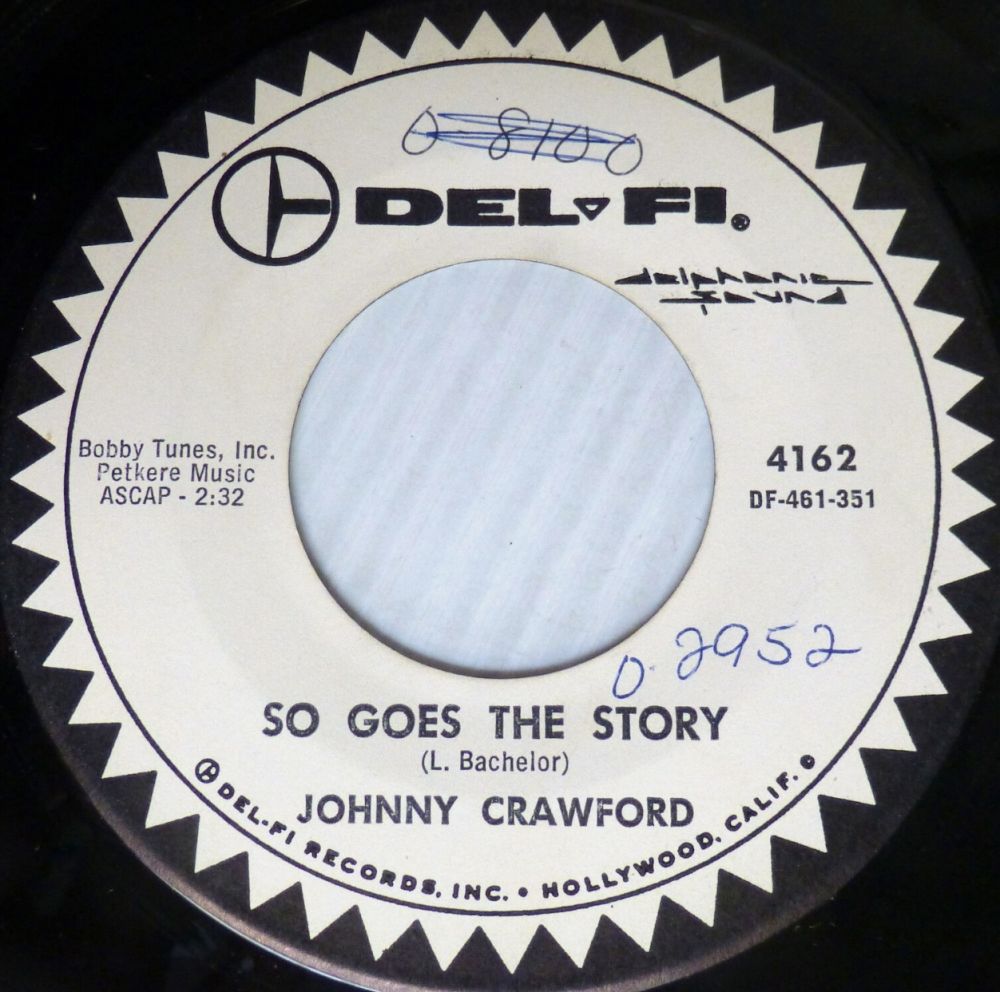 0-8100
DEL▿FI.®
delphonic
sound
Bobby Tunes, Inc.
Petkere Music
ASCAP - 2:32
4162
DF-461-351
0-2952
SO GOES THE STORY
(L. Bachelor)
JOHNNY CRAWFORD
DEL-FI RECORDS, INC. • HOLLYWOOD, CALIF. ®